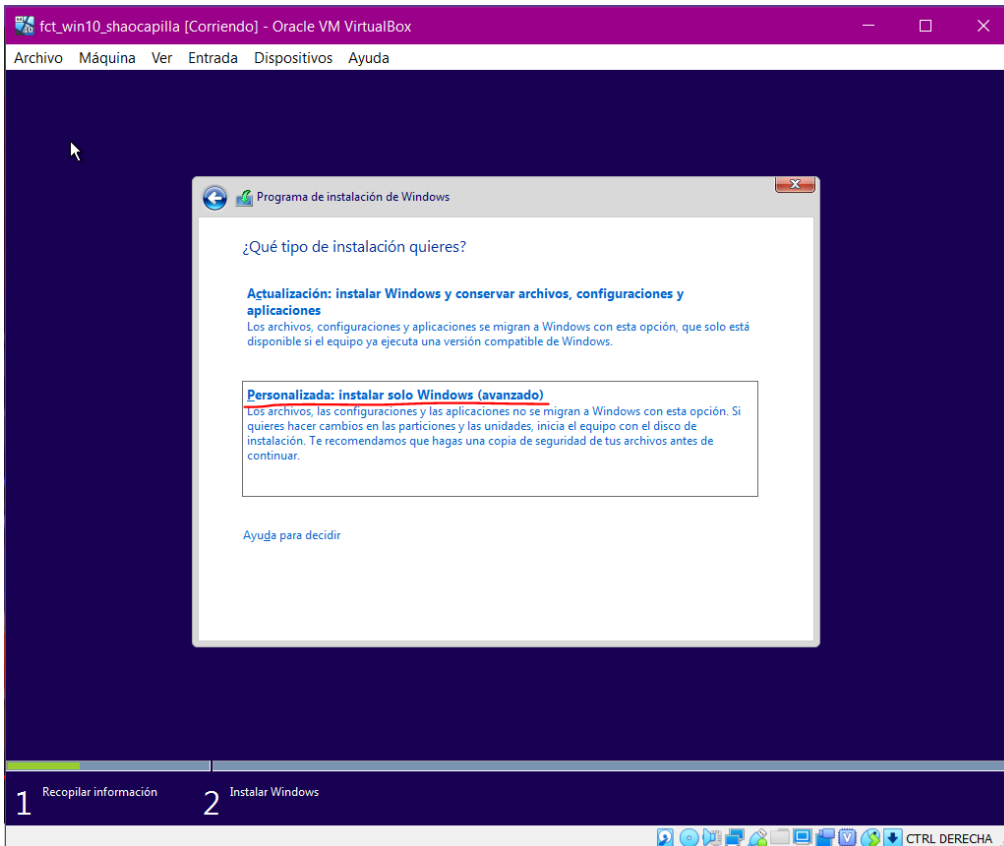 fct_win10_shaocapilla [Corriendo] - Oracle VM VirtualBox
Archivo Máquina Ver Entrada Dispositivos Ayuda
Programa de instalación de Windows
¿Qué tipo de instalación quieres?
Actualización: instalar Windows y conservar archivos, configuraciones y
aplicaciones
Los archivos, configuraciones y aplicaciones se migran a Windows con esta opción, que solo está
disponible si el equipo ya ejecuta una versión compatible de Windows.
Personalizada: instalar solo Windows (avanzado)
Los archivos, las configuraciones y las aplicaciones no se migran a Windows con esta opción. Si
quieres hacer cambios en las particiones y las unidades, inicia el equipo con el disco de
instalación. Te recomendamos que hagas una copia de seguridad de tus archivos antes de
continuar.
Ayuda para decidir
1 Recopilar información 2 Instalar Windows
CTRL DERECHA